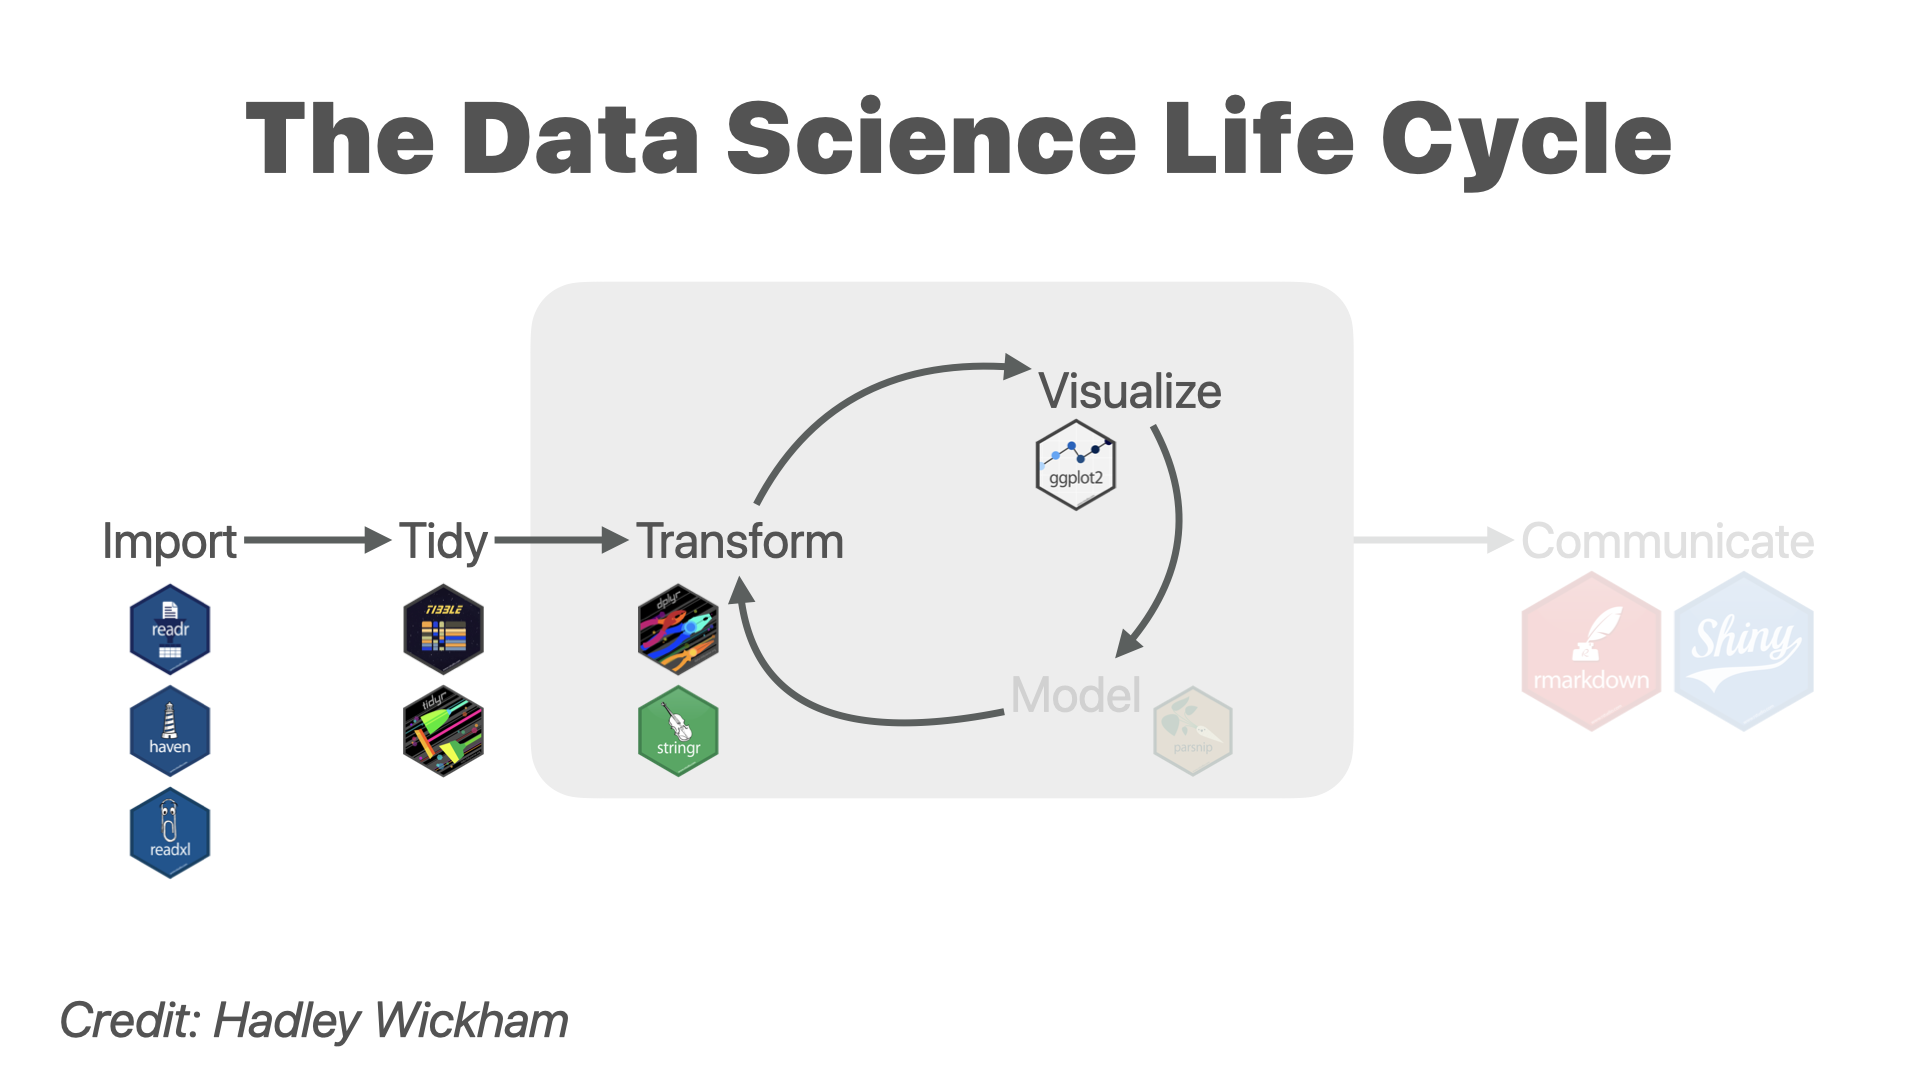 The Data Science Life Cycle
Visualize
ggplot2
Import
Tidy
Transform
Communicate
readr
TIBBLE
dplyr
Shiny
rmarkdown
Model
parsnip
haven
tidyr
stringr
readxl
Credit: Hadley Wickham